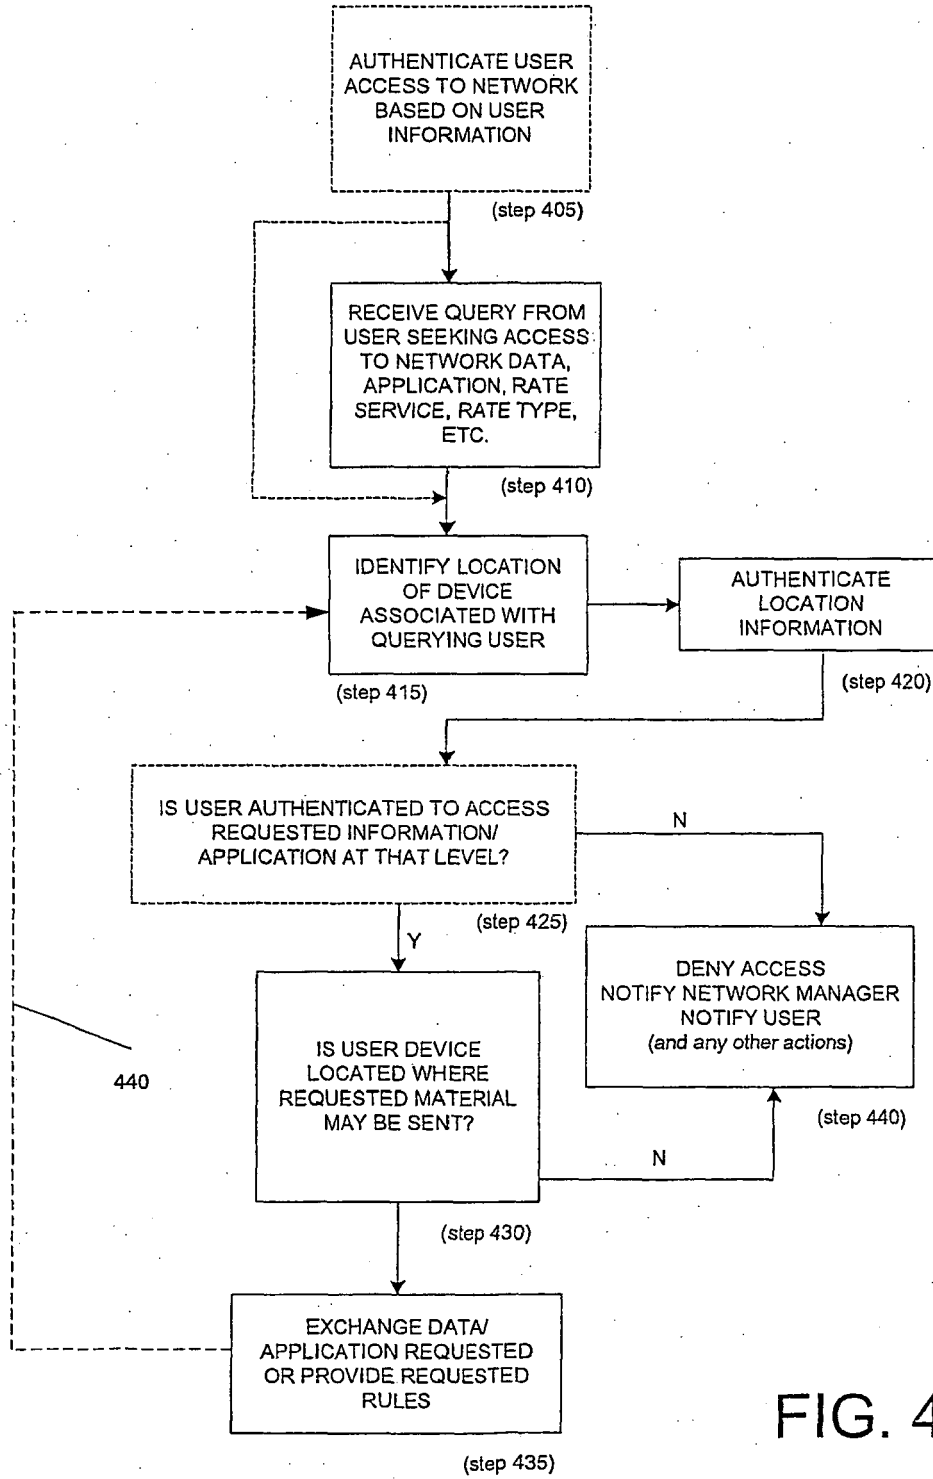 AUTHENTICATE USER
ACCESS TO NETWORK
BASED ON USER
INFORMATION
(step 405)
RECEIVE QUERY FROM
USER SEEKING ACCESS
TO NETWORK DATA,
APPLICATION, RATE
SERVICE, RATE TYPE,
ETC.
(step 410)
IDENTIFY LOCATION
OF DEVICE
ASSOCIATED WITH
QUERYING USER
(step 415)
AUTHENTICATE
LOCATION
INFORMATION
(step 420)
IS USER AUTHENTICATED TO ACCESS
REQUESTED INFORMATION/
APPLICATION AT THAT LEVEL?
(step 425)
N
Y
DENY ACCESS
NOTIFY NETWORK MANAGER
NOTIFY USER
(and any other actions)
(step 440)
IS USER DEVICE
LOCATED WHERE
REQUESTED MATERIAL
MAY BE SENT?
(step 430)
N
440
EXCHANGE DATA/
APPLICATION REQUESTED
OR PROVIDE REQUESTED
RULES
(step 435)
FIG. 4